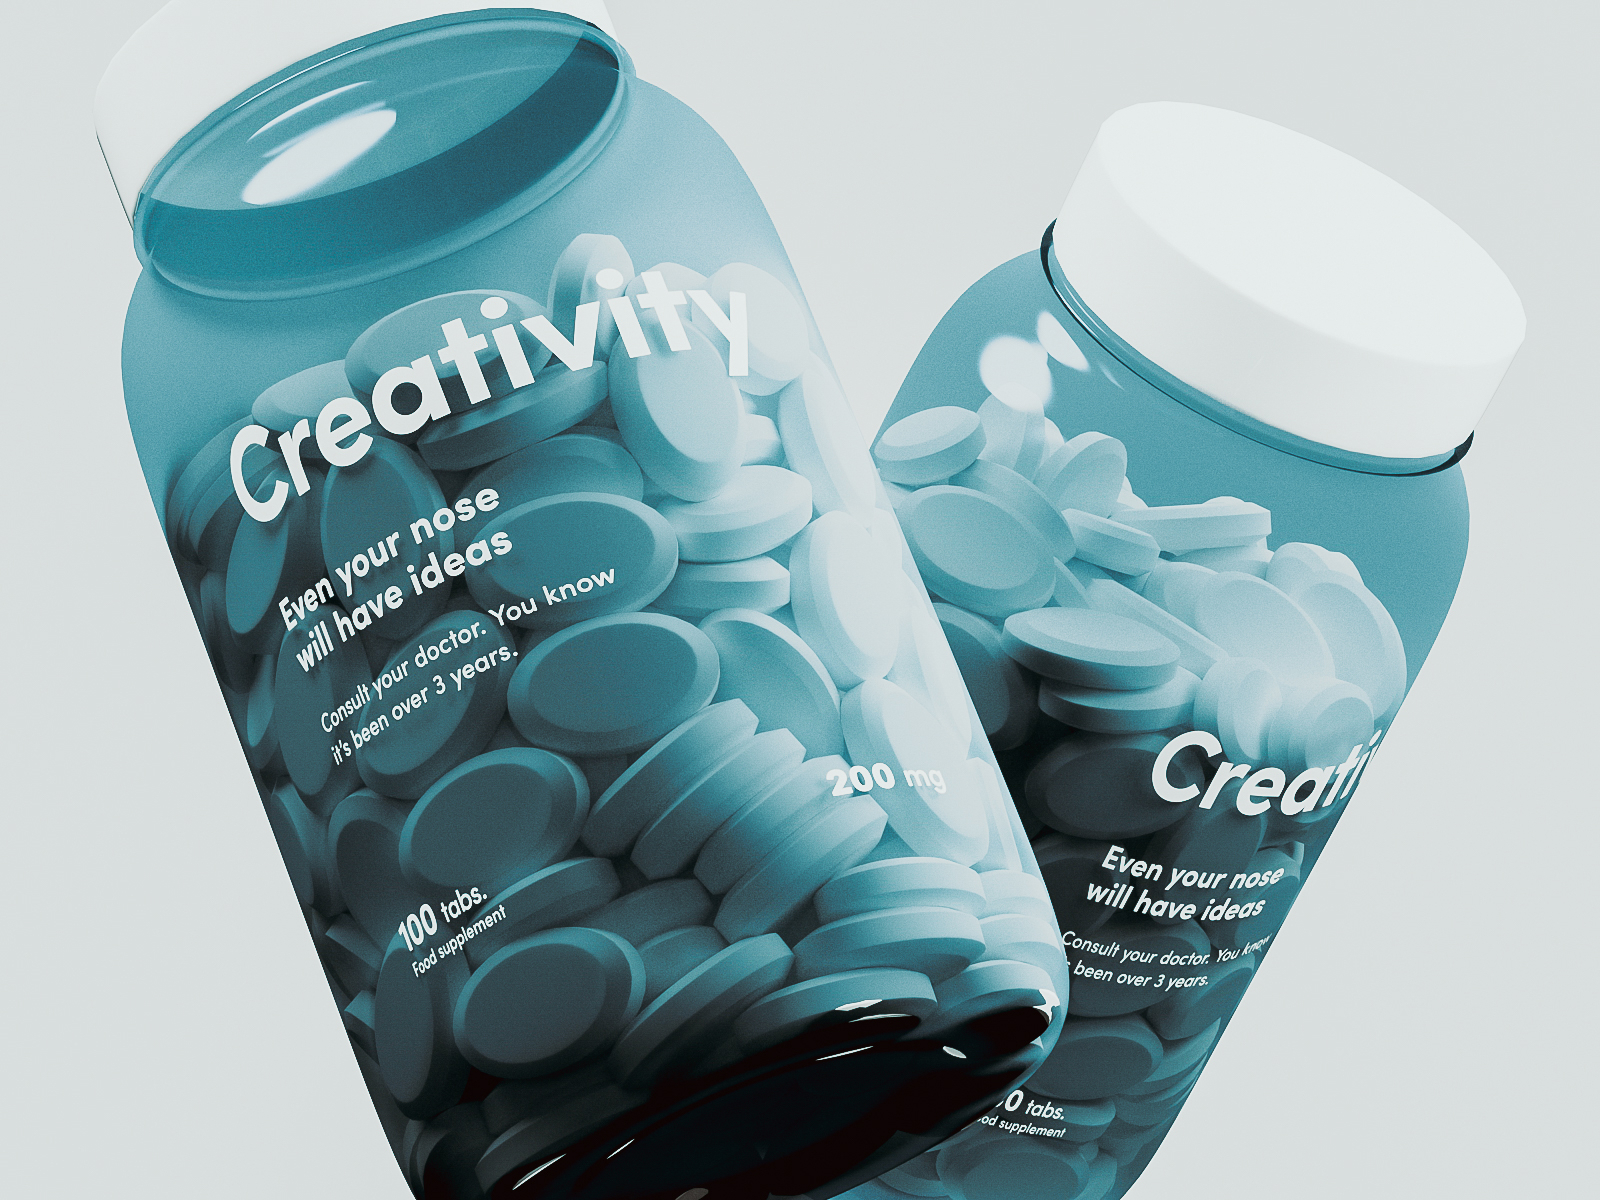 Creativity
Even your nose
will have ideas
Consult your doctor. You know
it's been over 3 years.
200 mg
100 tabs.
Food supplement
Creati
Even your nose
will have ideas
Consult your doctor. You know
been over 3 years.
0 tabs.
od supplement